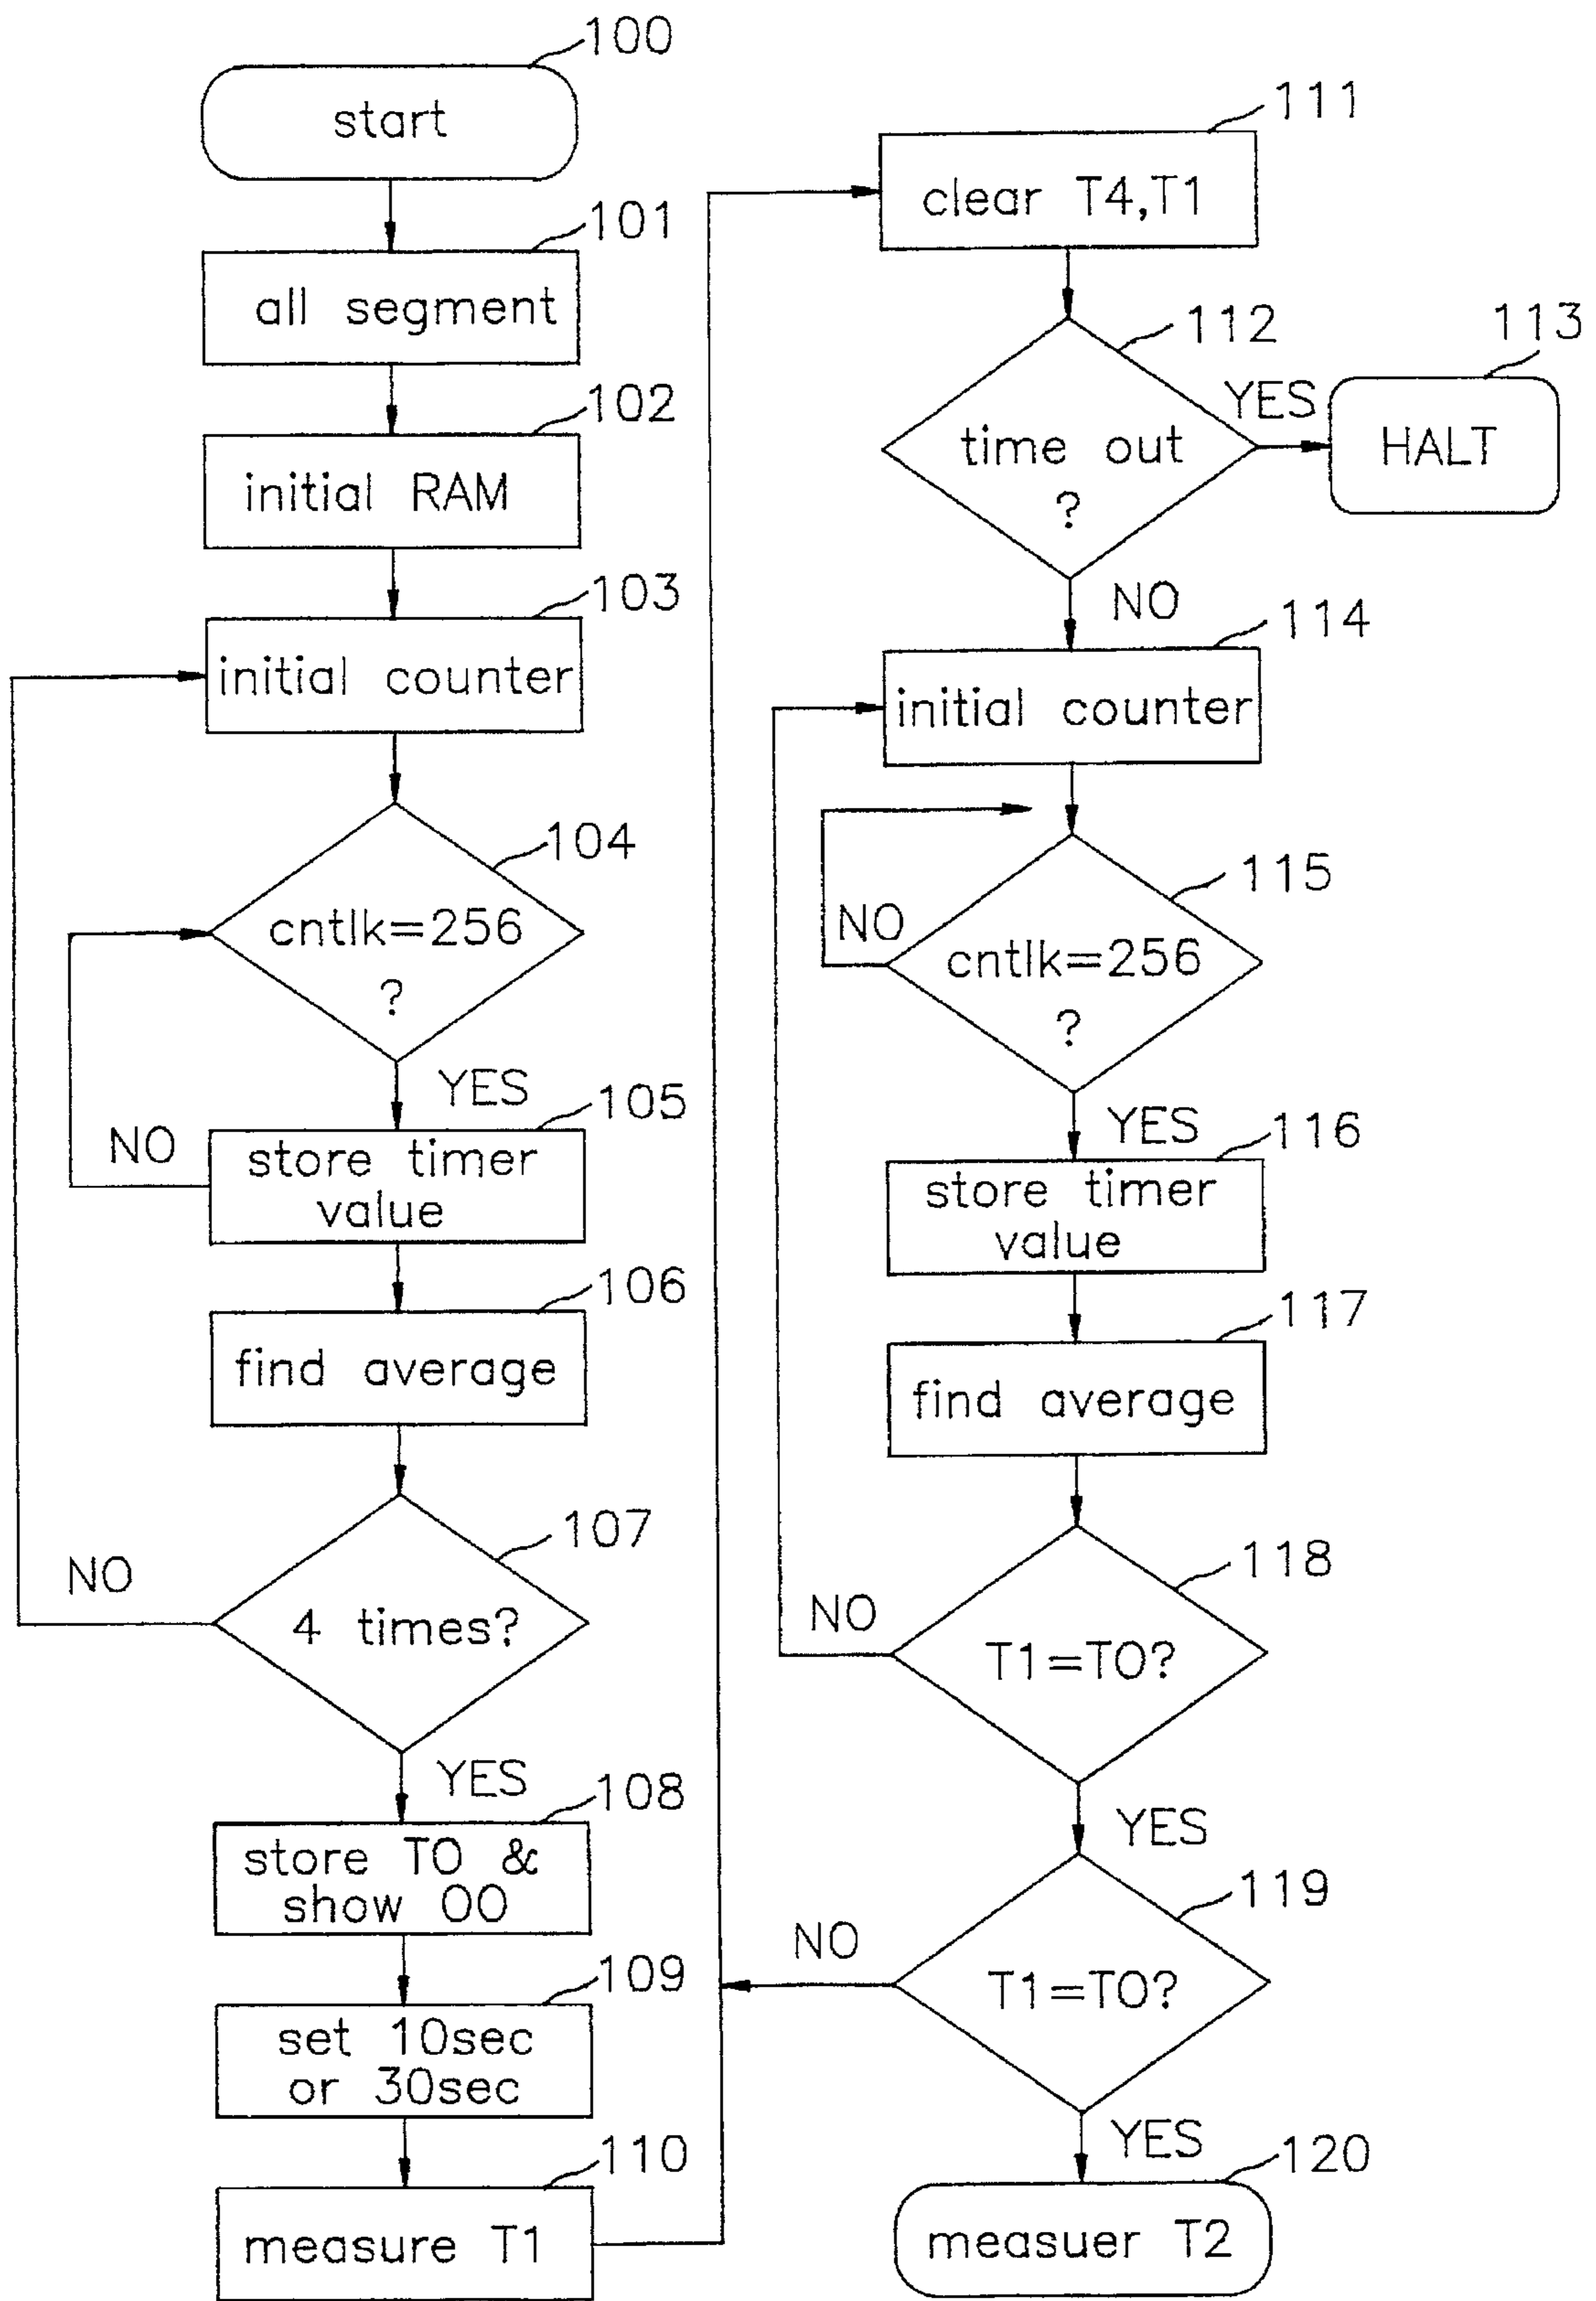 100
start
101
all segment
102
initial RAM
103
initial counter
104
cntlk=256
?
YES
105
NO
store timer
value
106
find average
107
NO
4 times?
YES
108
store T0 &
show 00
109
set 10sec
or 30sec
110
measure T1
111
clear T4,T1
112
time out
?
YES
113
HALT
NO
114
initial counter
115
NO
cntlk=256
?
YES
116
store timer
value
117
find average
118
NO
T1=T0?
YES
119
NO
T1=T0?
YES
120
measuer T2